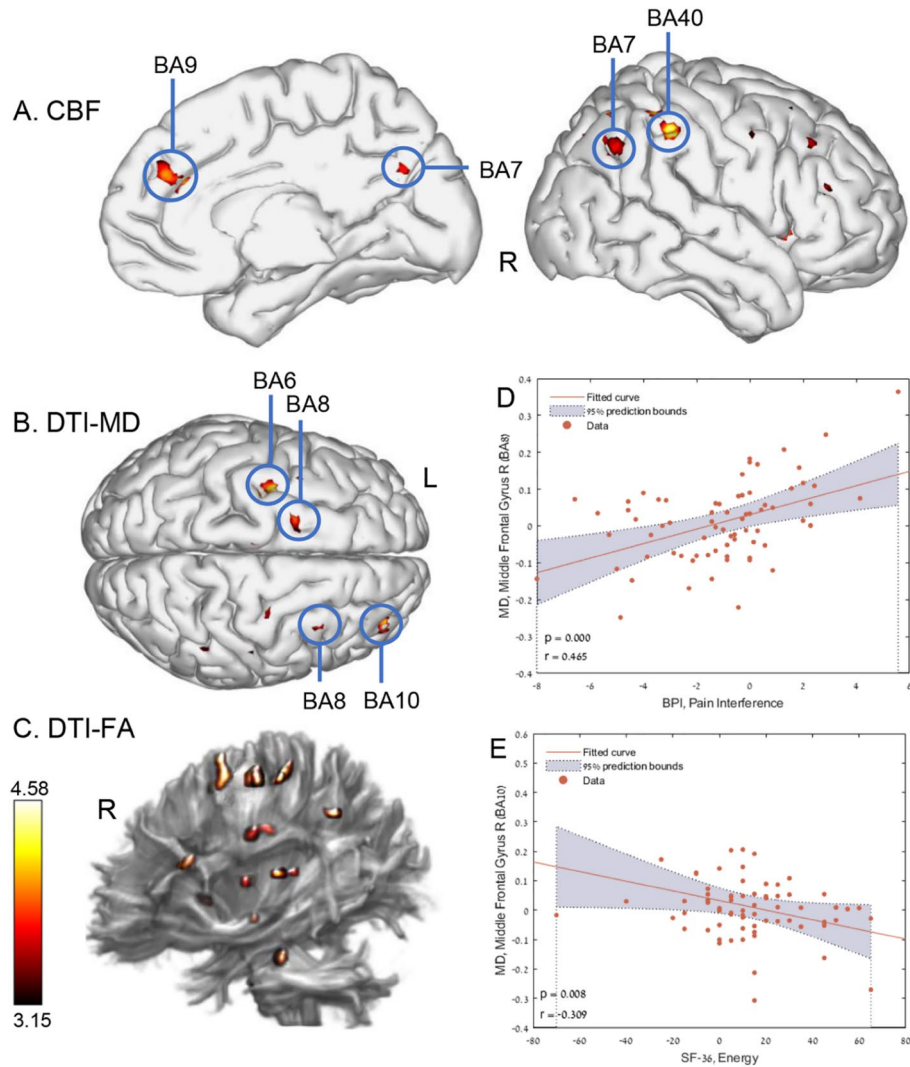 A. CBF
BA9
BA7
BA7
BA40
R
B. DTI-MD
BA6
BA8
L
BA8
BA10
C. DTI-FA
4.58
3.15
R
D
Fitted curve
95% prediction bounds
Data
MD, Middle Frontal Gyrus R (BA8)
0.4
0.3
0.2
0.1
0
-0.1
-0.2
-0.3
-0.4
p = 0.000
r = 0.465
-8 -6 -4 -2 0 2 4 6
BPI, Pain Interference
E
Fitted curve
95% prediction bounds
Data
MD, Middle Frontal Gyrus R (BA10)
0.6
0.5
0.4
0.3
0.2
0.1
0
-0.1
-0.2
-0.3
-0.4
p = 0.008
r = -0.309
-80 -60 -40 -20 0 20 40 60 80
SF-36, Energy